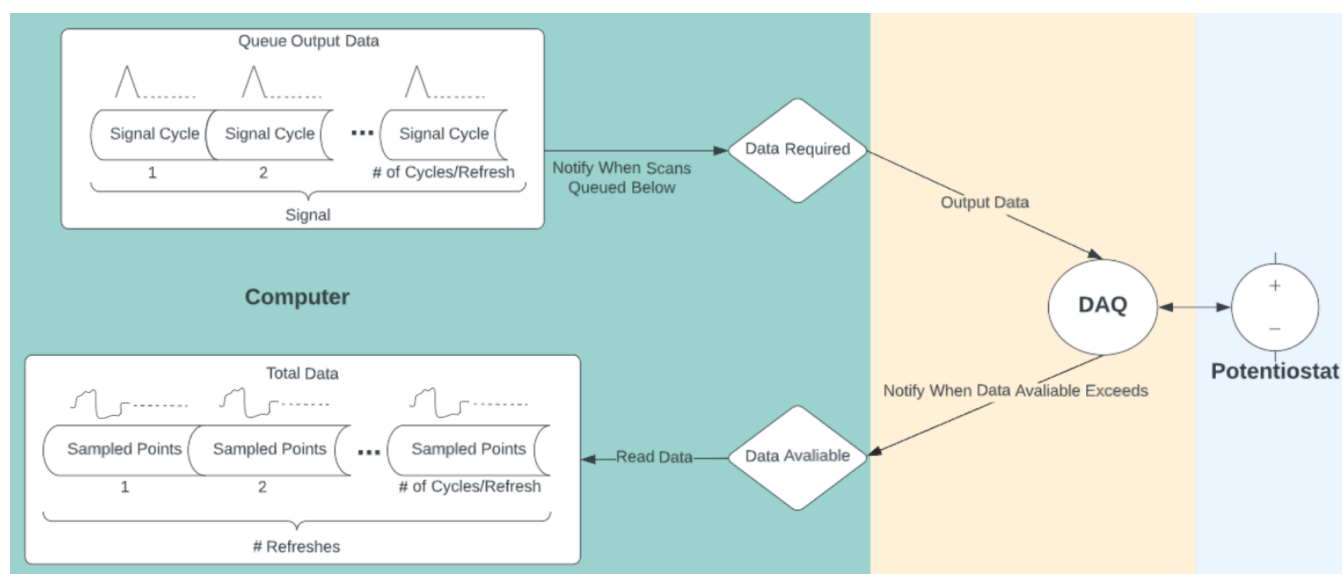 Queue Output Data
Signal Cycle
Signal Cycle
...
Signal Cycle
1
2
# of Cycles/Refresh
Signal
Notify When Scans
Queued Below
Data Required
Output Data
Computer
DAQ
+
−
Potentiostat
Total Data
Notify When Data Avaliable Exceeds
Sampled Points
Sampled Points
...
Sampled Points
Read Data
Data Avaliable
1
2
# of Cycles/Refresh
# Refreshes